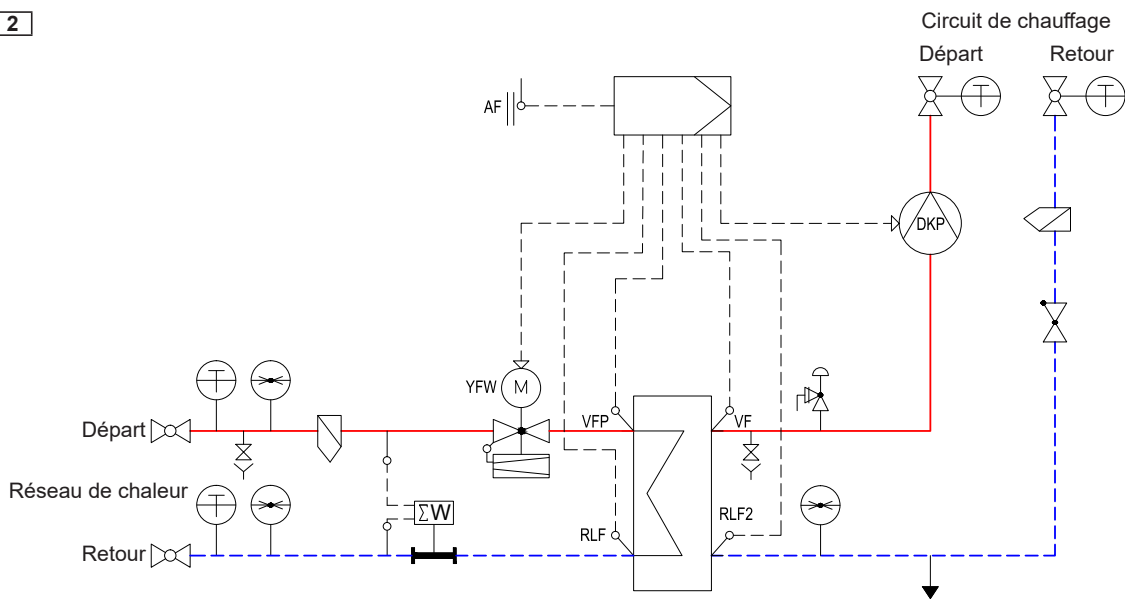 2
Circuit de chauffage
Départ
Retour
T
T
AF
DKP
T
YFW
M
VFP
VF
Départ
Réseau de chaleur
T
ΣW
RLF
RLF2
Retour